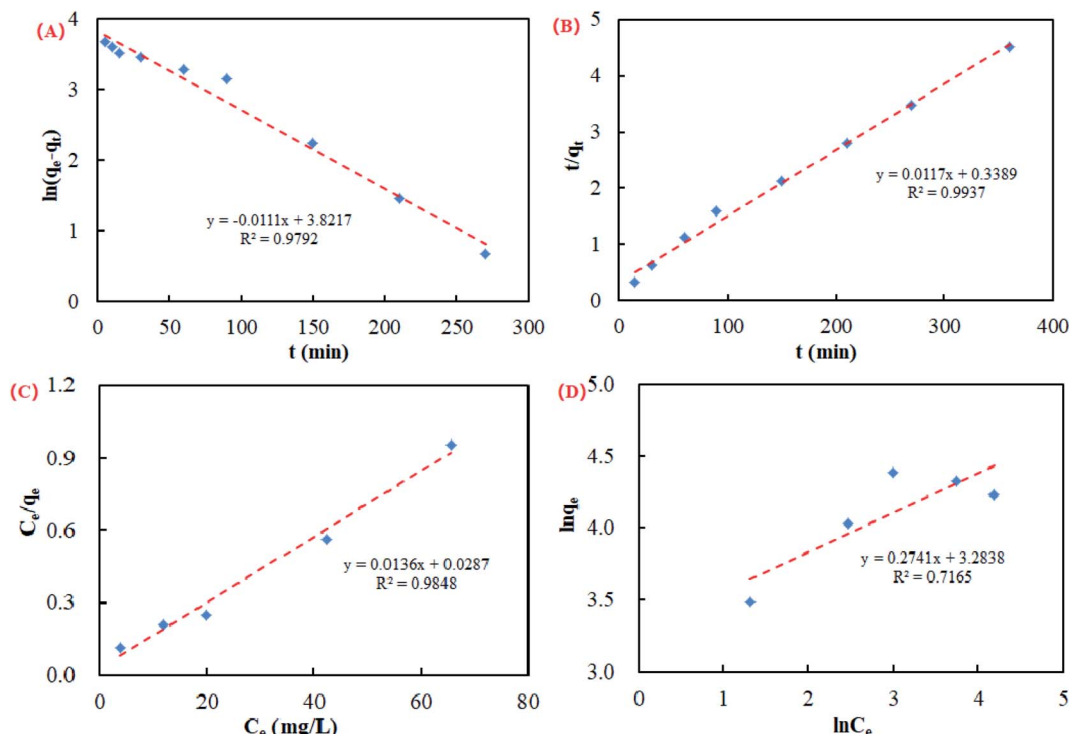 (A)
4
3
2
1
0
ln(qe-qt)
y = -0.0111x + 3.8217
R² = 0.9792
0 50 100 150 200 250 300
t (min)
(B)
5
4
3
2
1
0
t/qt
y = 0.0117x + 0.3389
R² = 0.9937
0 100 200 300 400
t (min)
(C)
1.2
0.9
0.6
0.3
0.0
Ce/qe
y = 0.0136x + 0.0287
R² = 0.9848
0 20 40 60 80
Ce (mg/L)
(D)
5.0
4.5
4.0
3.5
3.0
lnqe
y = 0.2741x + 3.2838
R² = 0.7165
0 1 2 3 4 5
lnCe